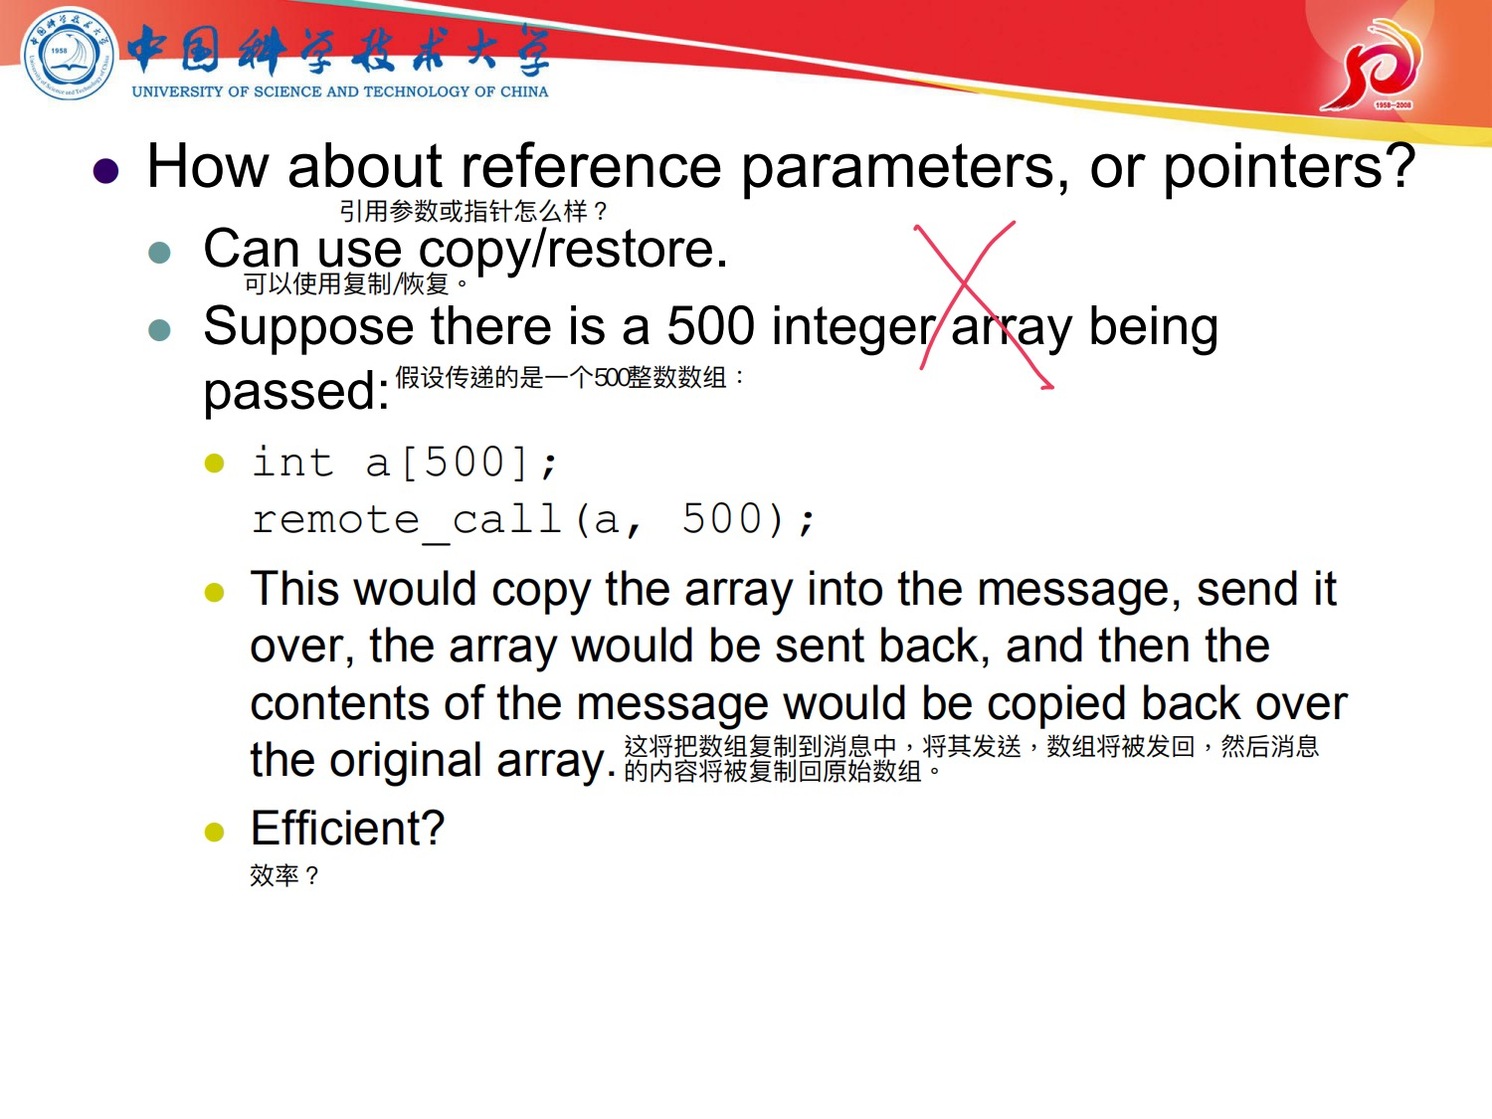 中国科学技术大学
UNIVERSITY OF SCIENCE AND TECHNOLOGY OF CHINA
1958
1958-2008
How about reference parameters, or pointers?
引用参数或指针怎么样？
Can use copy/restore.
可以使用复制/恢复。
Suppose there is a 500 integer array being
passed: 假设传递的是一个500整数数组：
int a[500];
remote_call(a, 500);
This would copy the array into the message, send it
over, the array would be sent back, and then the
contents of the message would be copied back over
the original array. 这将把数组复制到消息中，将其发送，数组将被发回，然后消息
的内容将被复制回原始数组。
Efficient?
效率？